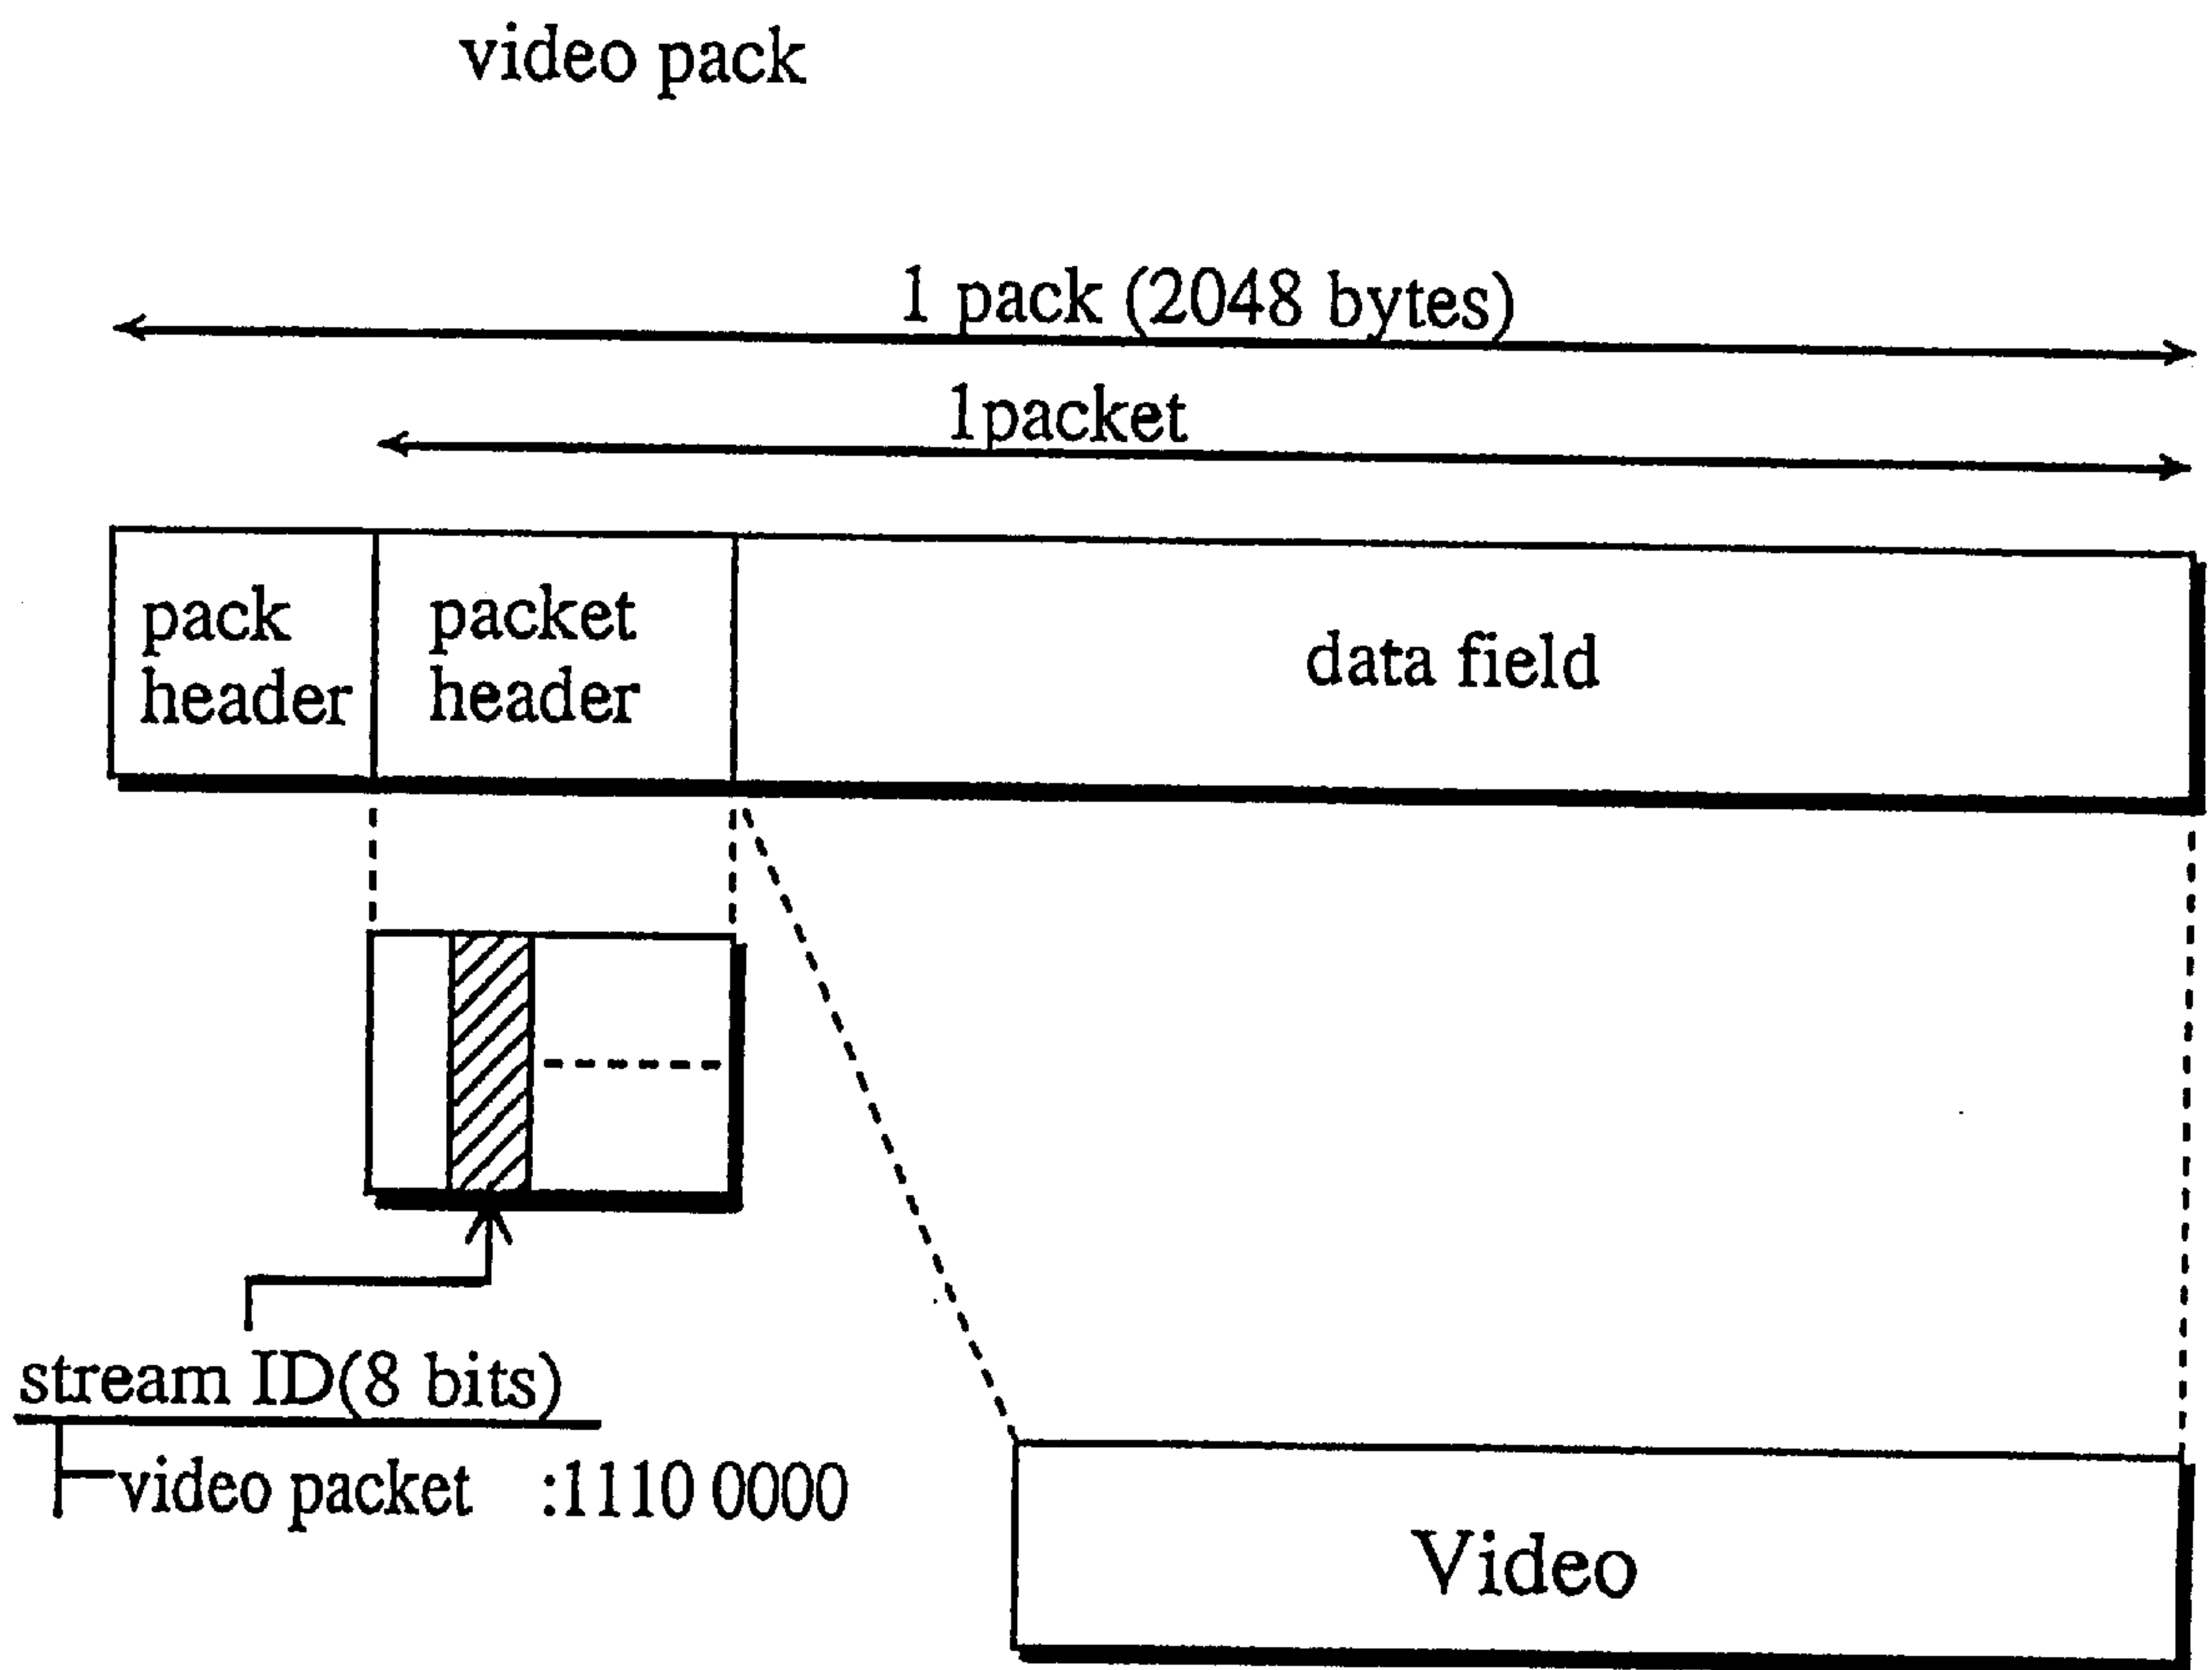 video pack
1 pack (2048 bytes)
1packet
pack
header
packet
header
data field
stream ID(8 bits)
video packet :1110 0000
Video